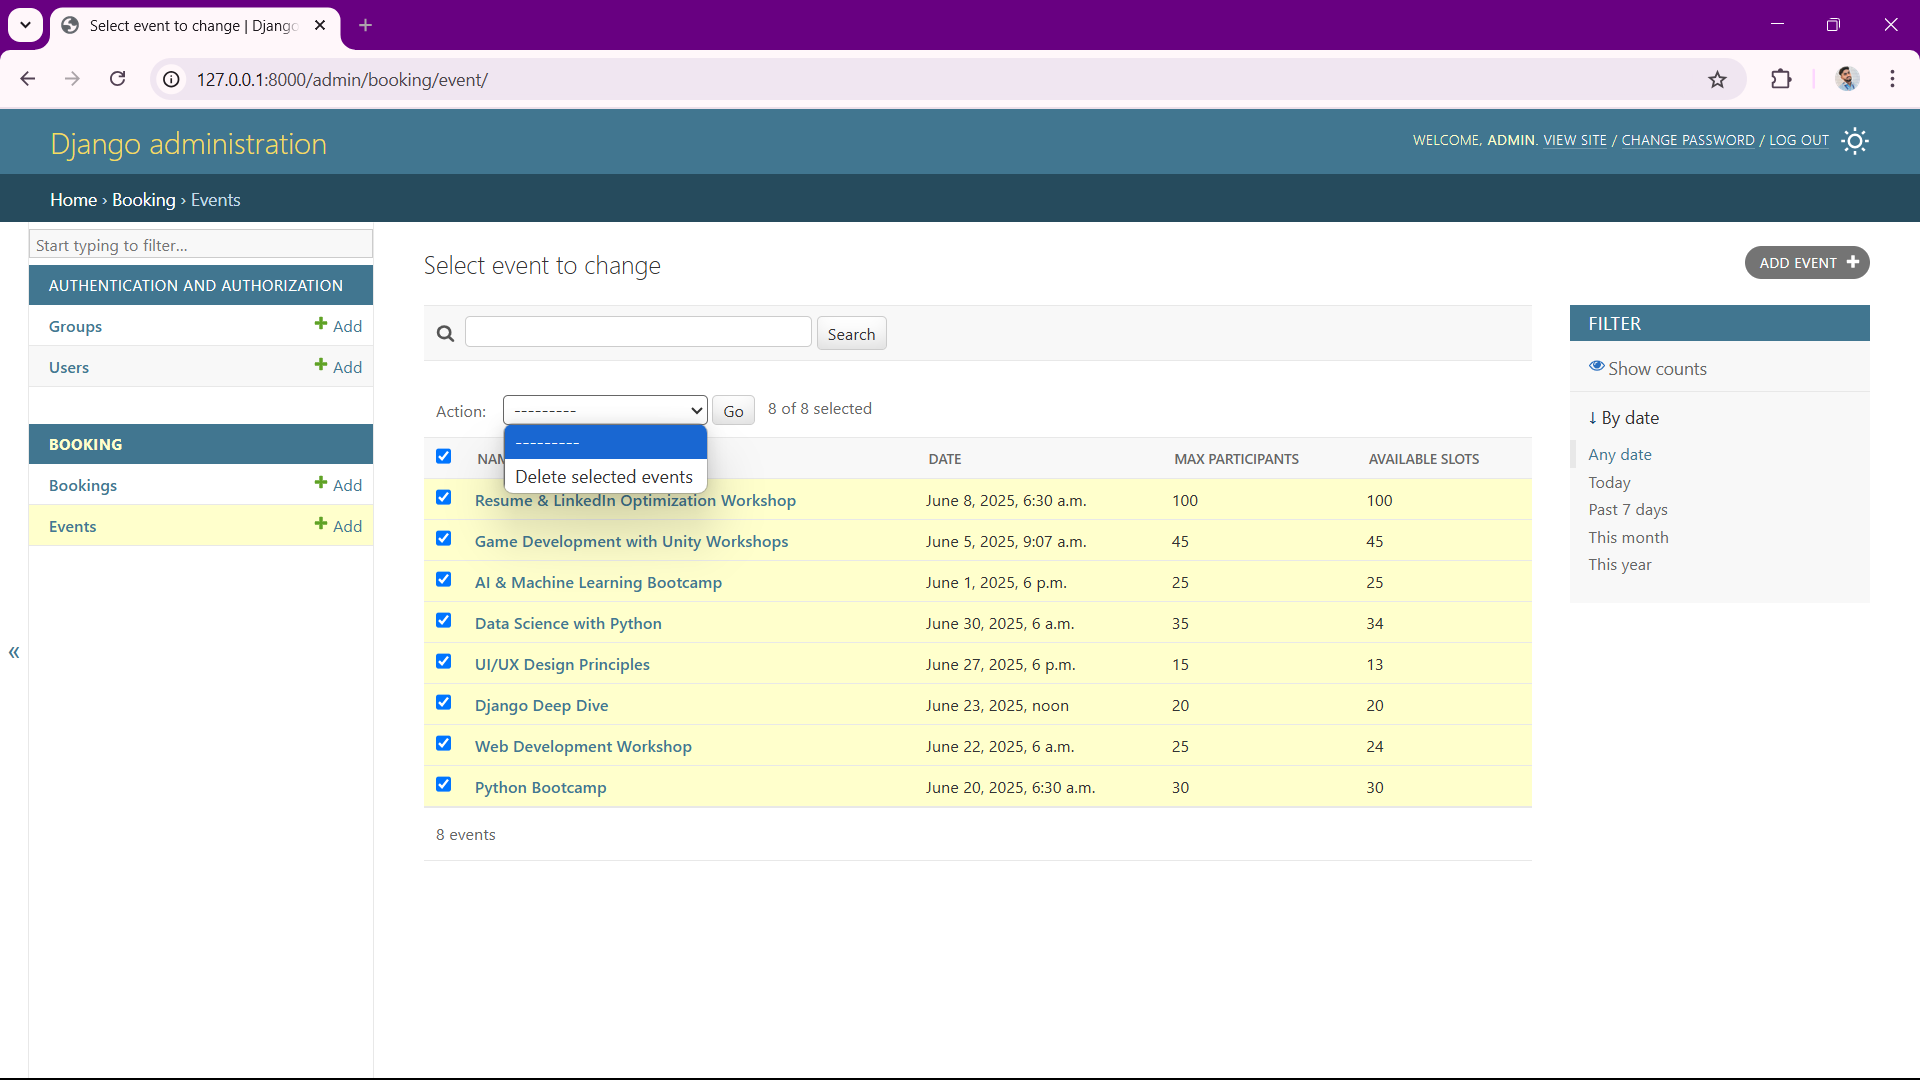 Select event to change | Django
127.0.0.1:8000/admin/booking/event/
Django administration
WELCOME, ADMIN. VIEW SITE / CHANGE PASSWORD / LOG OUT
Home › Booking › Events
Start typing to filter...
AUTHENTICATION AND AUTHORIZATION
Groups + Add
Users + Add
BOOKING
Bookings + Add
Events + Add
«
Select event to change
ADD EVENT +
Search
Action: --------- Go 8 of 8 selected
---------
Delete selected events
DATE MAX PARTICIPANTS AVAILABLE SLOTS
Resume & LinkedIn Optimization Workshop June 8, 2025, 6:30 a.m. 100 100
Game Development with Unity Workshops June 5, 2025, 9:07 a.m. 45 45
AI & Machine Learning Bootcamp June 1, 2025, 6 p.m. 25 25
Data Science with Python June 30, 2025, 6 a.m. 35 34
UI/UX Design Principles June 27, 2025, 6 p.m. 15 13
Django Deep Dive June 23, 2025, noon 20 20
Web Development Workshop June 22, 2025, 6 a.m. 25 24
Python Bootcamp June 20, 2025, 6:30 a.m. 30 30
8 events
FILTER
Show counts
↓ By date
Any date
Today
Past 7 days
This month
This year